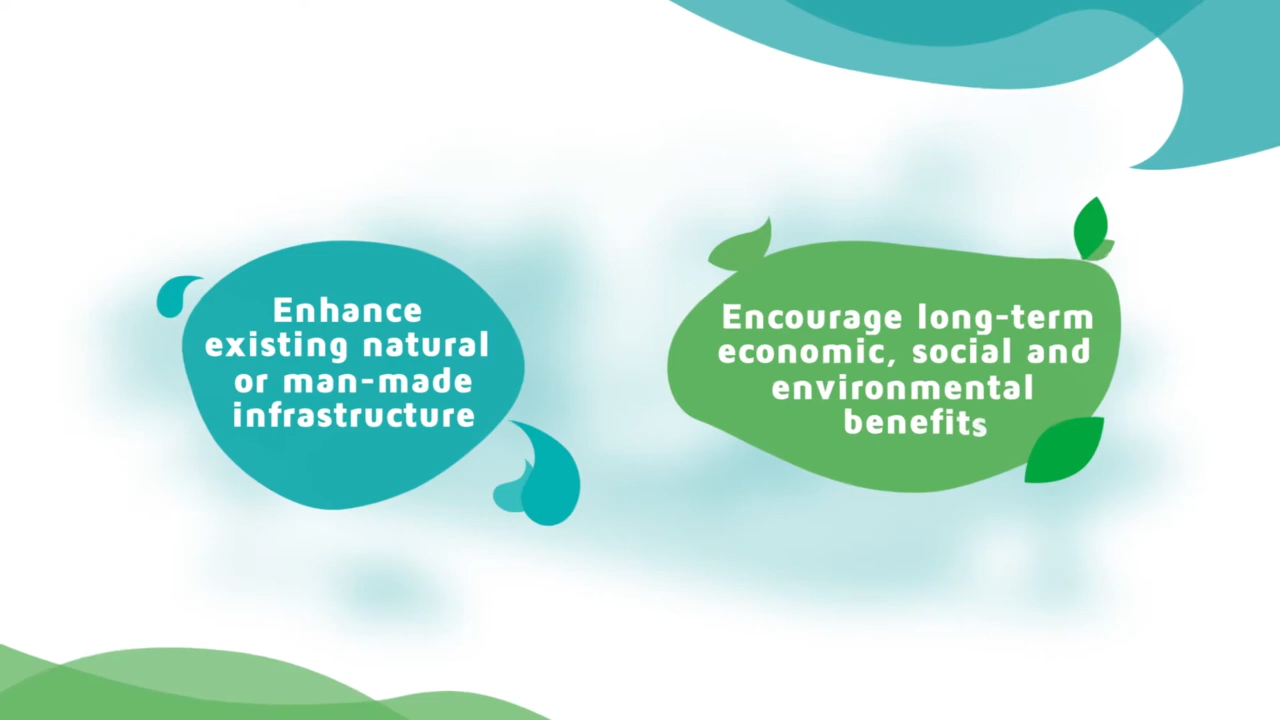 Enhance
existing natural
or man-made
infrastructure
Encourage long-term
economic, social and
environmental
benefits